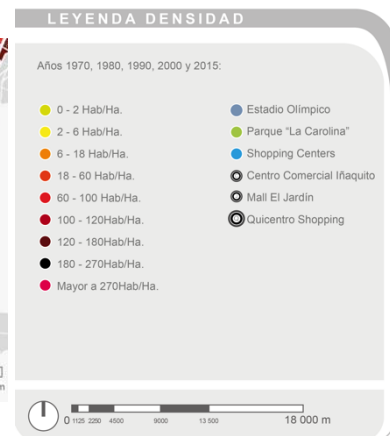 LEYENDA DENSIDAD
Años 1970, 1980, 1990, 2000 y 2015:
0 - 2 Hab/Ha.
2 - 6 Hab/Ha.
6 - 18 Hab/Ha.
18 - 60 Hab/Ha.
60 - 100 Hab/Ha.
100 - 120Hab/Ha.
120 - 180Hab/Ha.
180 - 270Hab/Ha.
Mayor a 270Hab/Ha.
Estadio Olímpico
Parque "La Carolina"
Shopping Centers
Centro Comercial Iñaquito
Mall El Jardín
Quicentro Shopping
m
0 1125 2250 4500 9000 13 500 18 000 m